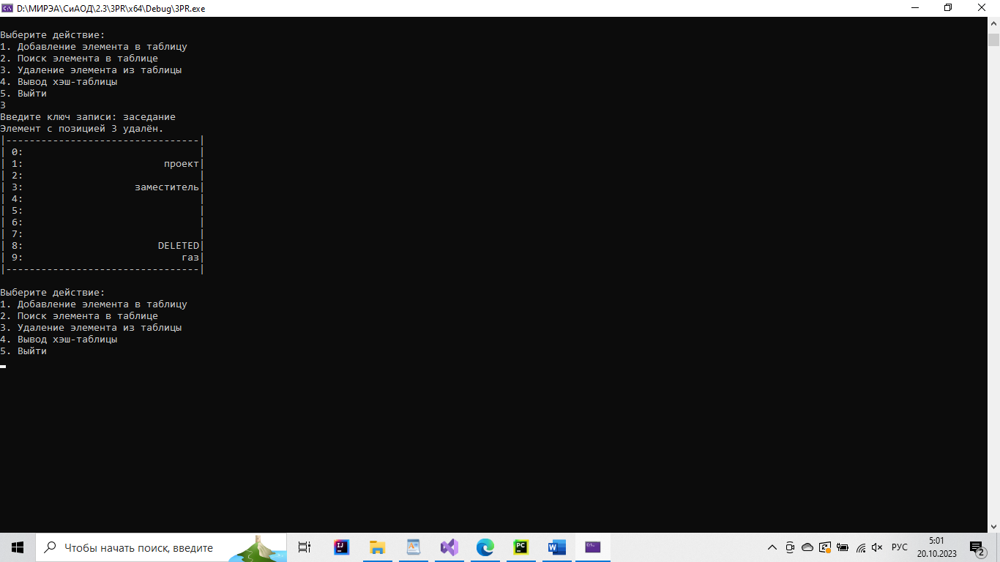 D:\МИРЭА\СиАОД\2.3\3PR\x64\Debug\3PR.exe
Выберите действие:
1. Добавление элемента в таблицу
2. Поиск элемента в таблице
3. Удаление элемента из таблицы
4. Вывод хэш-таблицы
5. Выйти
3
Введите ключ записи: заседание
Элемент с позицией 3 удалён.
|---------------------------------|
| 0:                              |
| 1:                        проект|
| 2:                              |
| 3:                   заместитель|
| 4:                              |
| 5:                              |
| 6:                              |
| 7:                              |
| 8:                       DELETED|
| 9:                           газ|
|---------------------------------|
Выберите действие:
1. Добавление элемента в таблицу
2. Поиск элемента в таблице
3. Удаление элемента из таблицы
4. Вывод хэш-таблицы
5. Выйти
Чтобы начать поиск, введите
РУС
5:01
20.10.2023
2